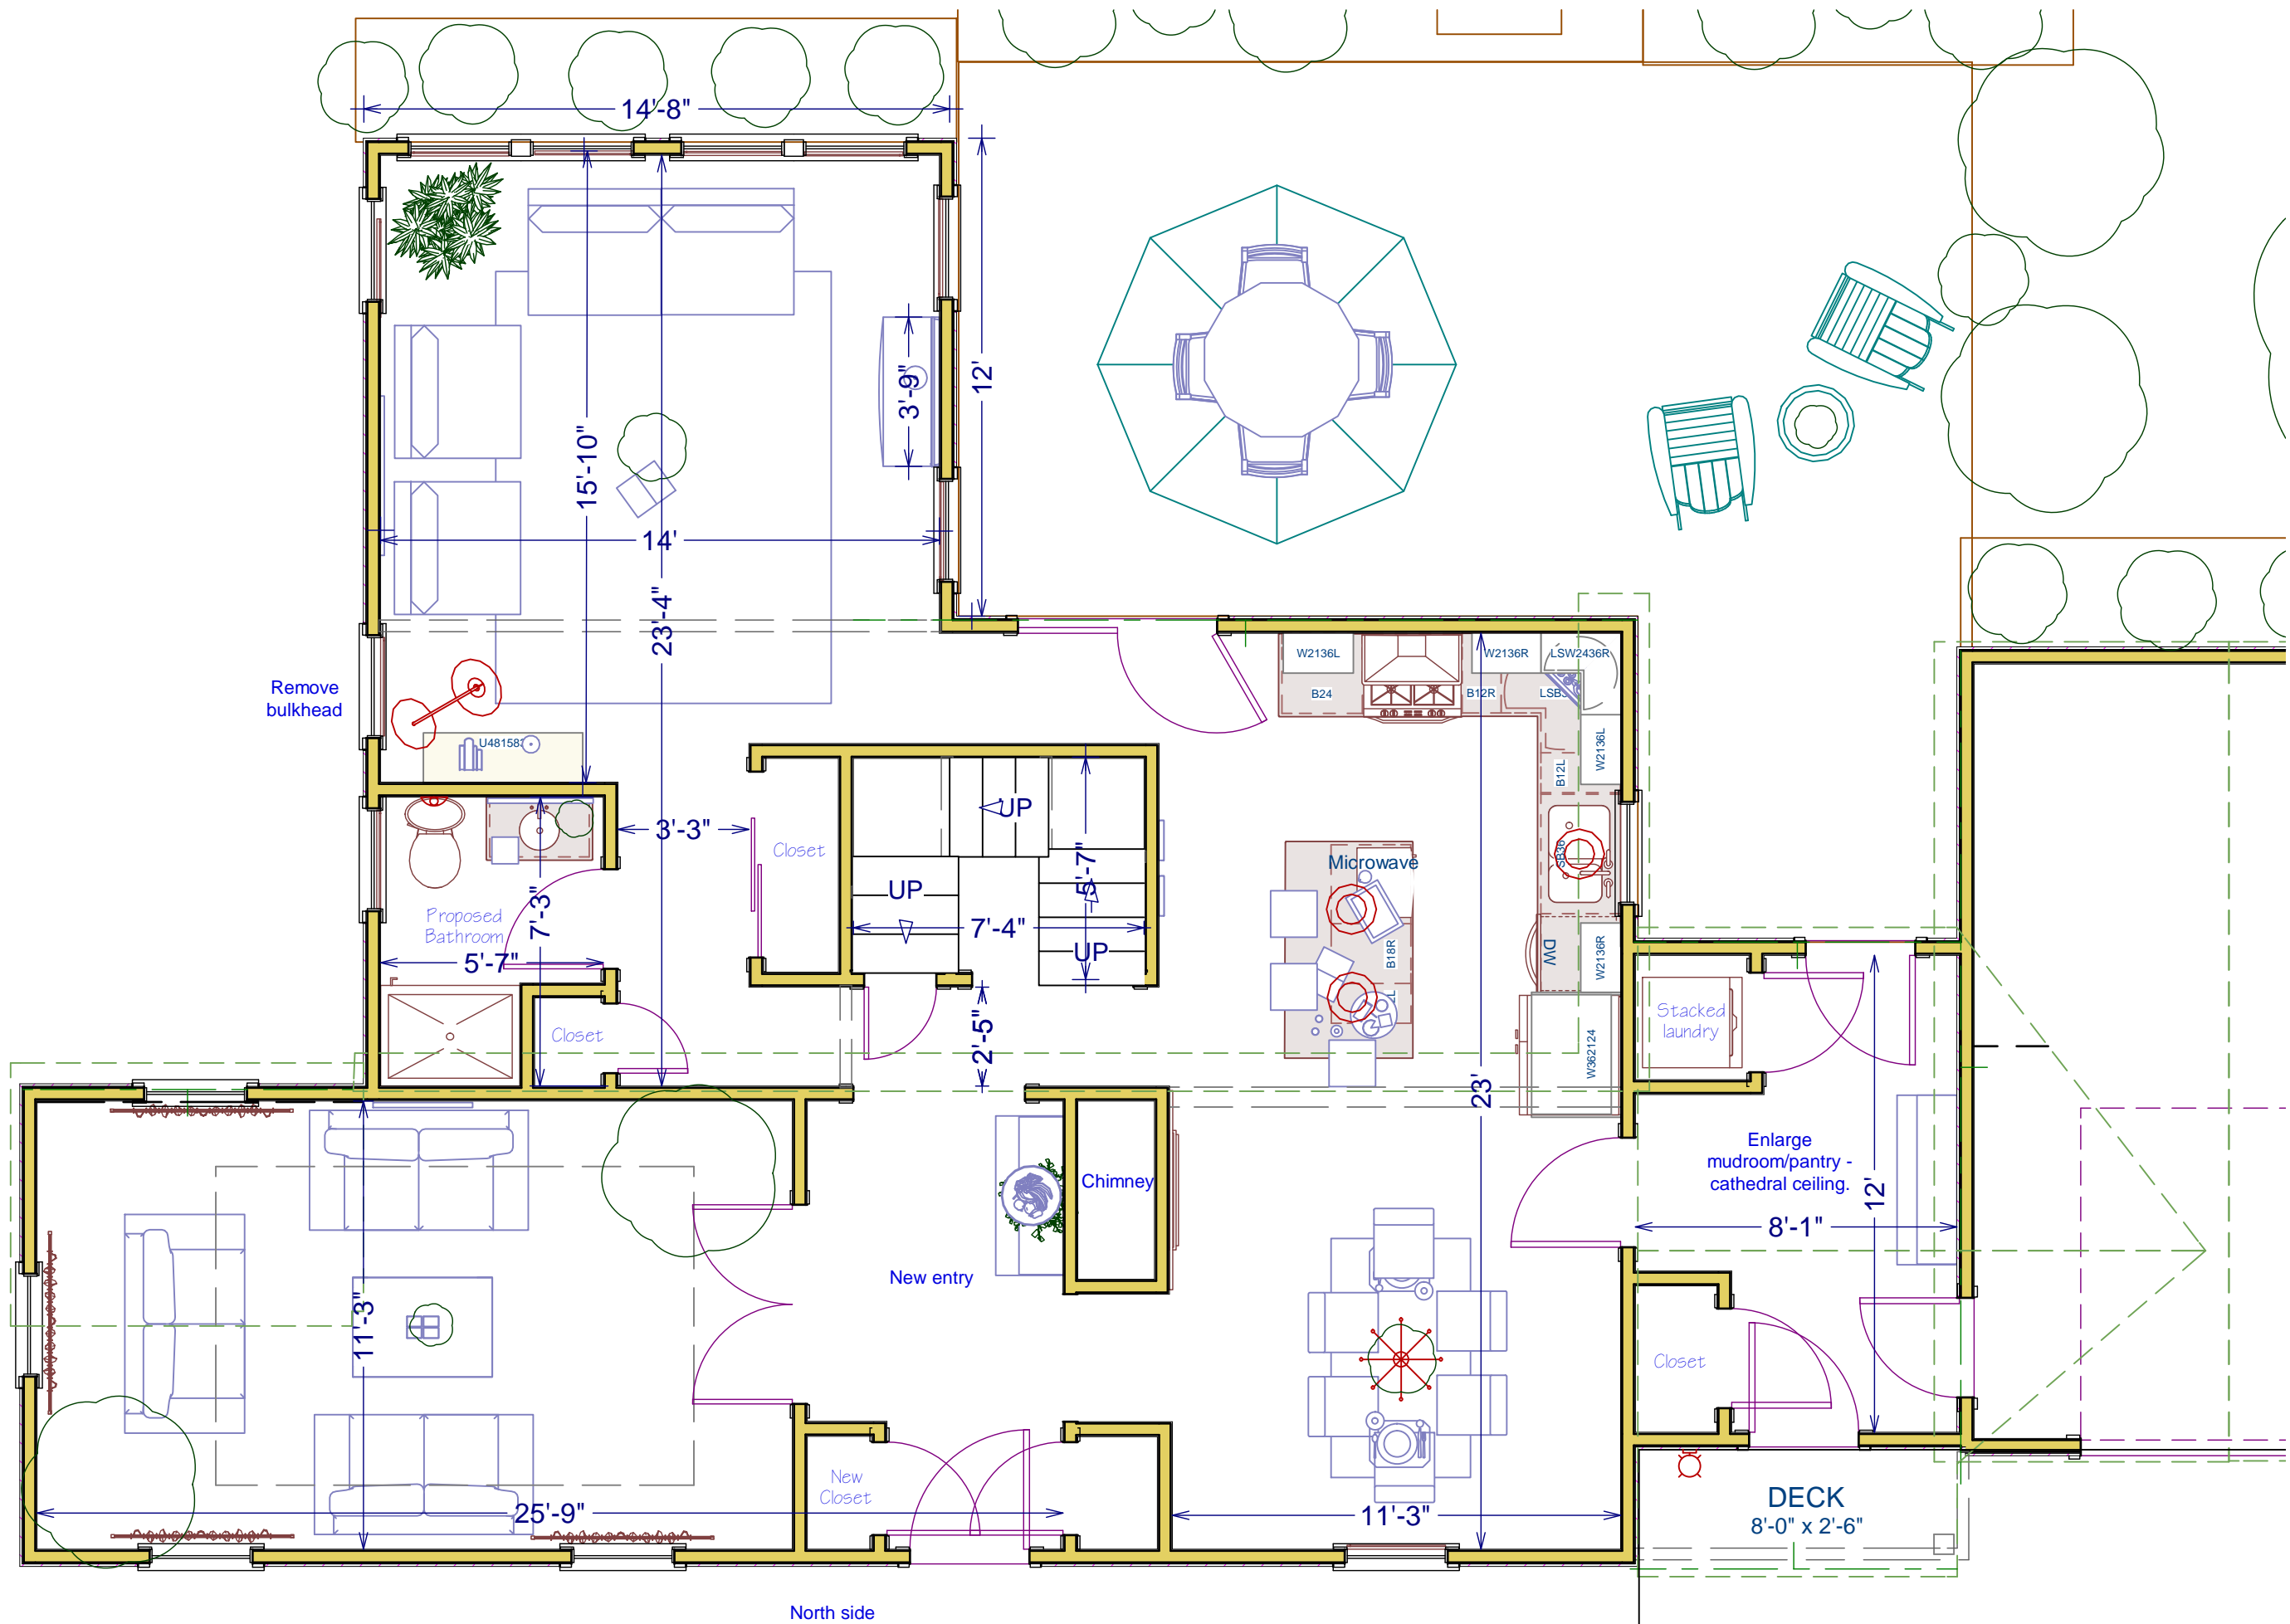 14'-8"
12'
3'-9"
15'-10"
14'
23'-4"
Remove
bulkhead
W2136L
W2136R
LSW2436R
B24
B12R
W2136L
B12L
UP
3'-3"
Closet
5'-7"
Microwave
UP
7'-4"
UP
7'-3"
Proposed
Bathroom
5'-7"
B18R
DW
W2136R
Closet
2'-5"
Stacked
laundry
W362124
23'
Enlarge
mudroom/pantry -
cathedral ceiling.
12'
8'-1"
Chimney
New entry
11'-3"
Closet
New
Closet
25'-9"
11'-3"
DECK
8'-0" x 2'-6"
North side